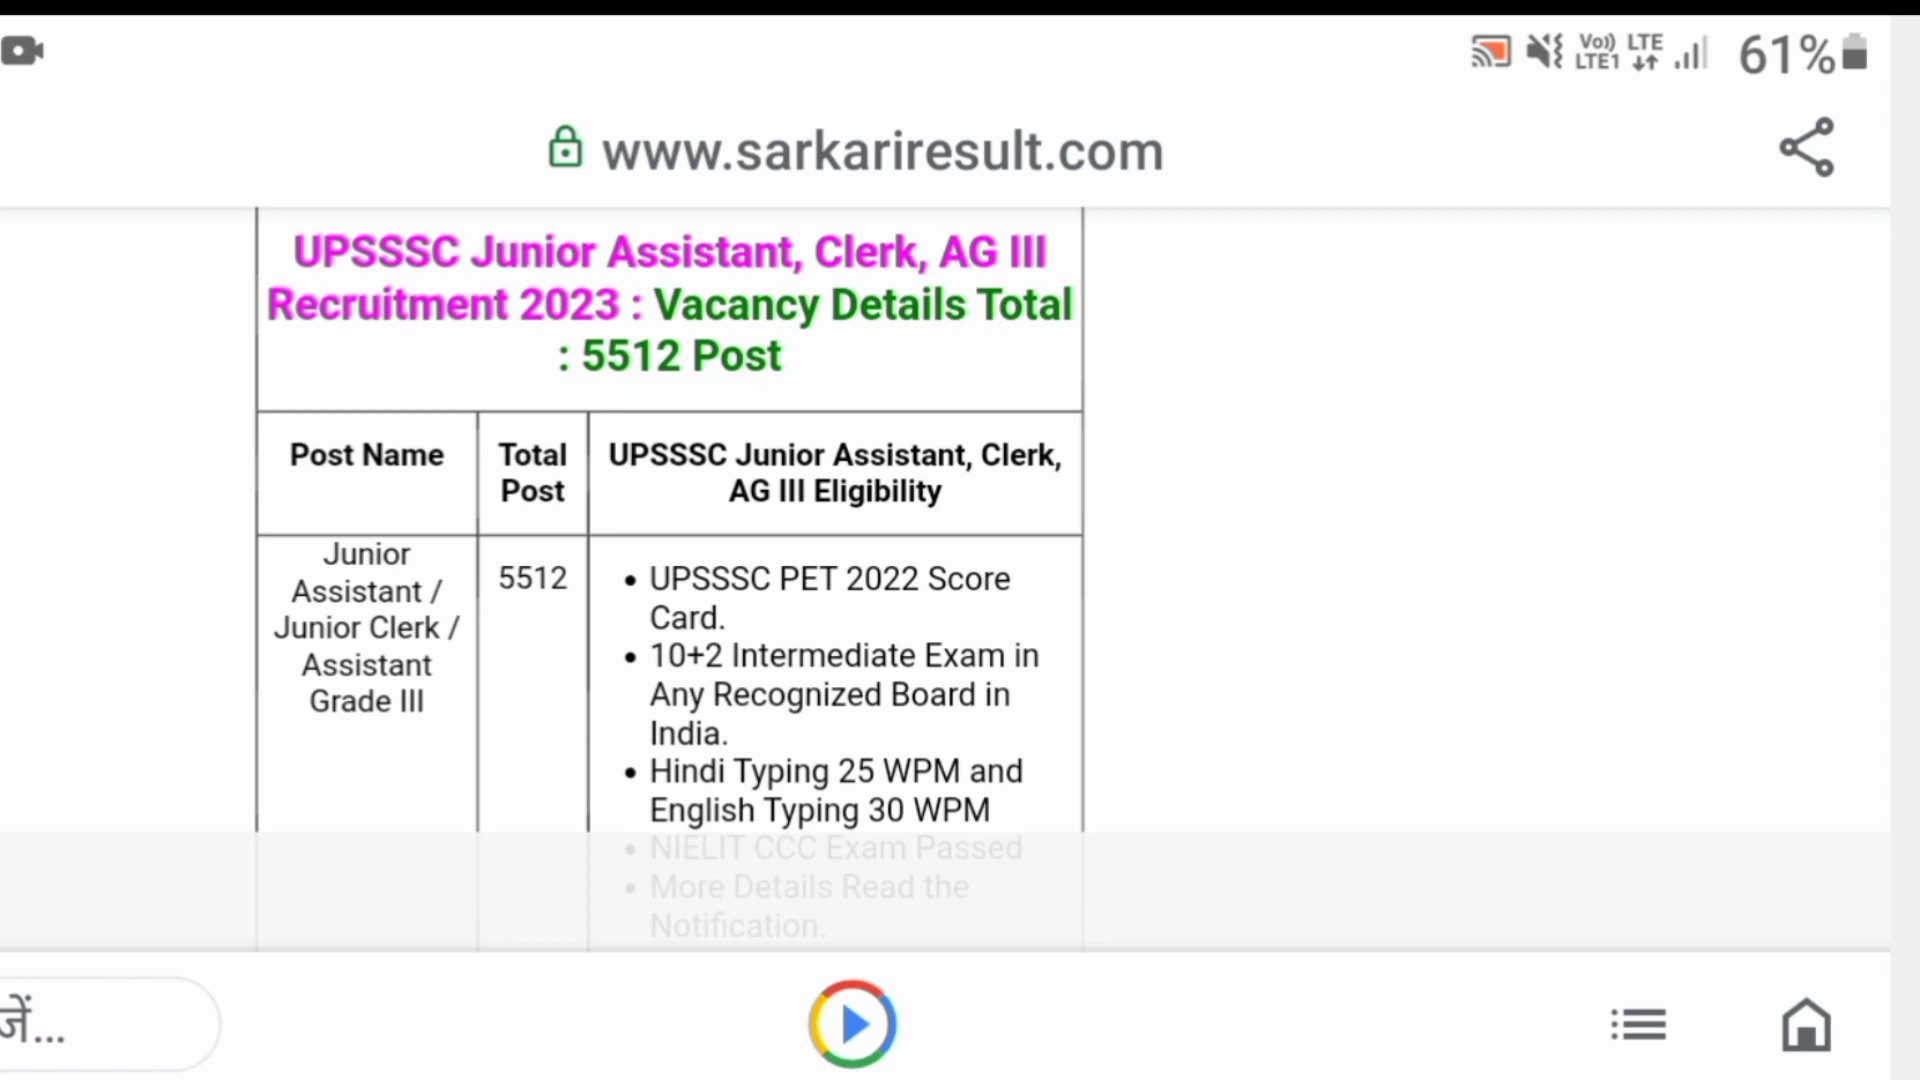 Vo)) LTE
LTE1
61%
www.sarkariresult.com
UPSSSC Junior Assistant, Clerk, AG III
Recruitment 2023 : Vacancy Details Total
: 5512 Post
Post Name
Total
Post
UPSSSC Junior Assistant, Clerk,
AG III Eligibility
Junior
Assistant /
Junior Clerk /
Assistant
Grade III
5512
• UPSSSC PET 2022 Score
Card.
• 10+2 Intermediate Exam in
Any Recognized Board in
India.
• Hindi Typing 25 WPM and
English Typing 30 WPM
• NIELIT CCC Exam Passed
• More Details Read the
Notification.
जें...